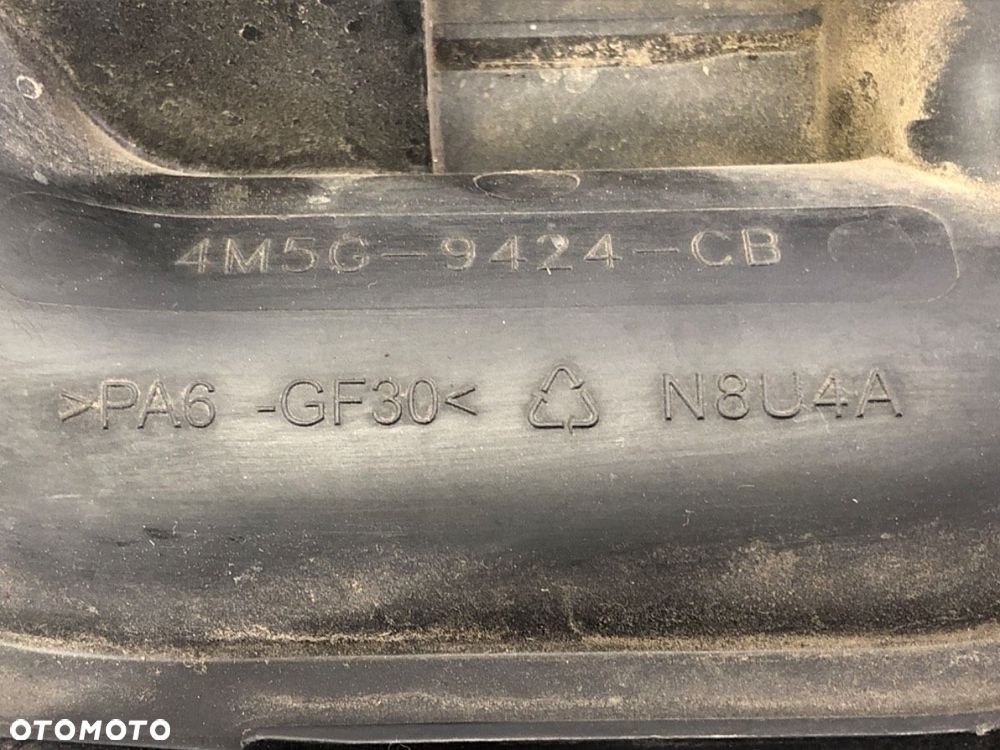 4M5G-9424-CB
>PA6 -GF30< N8U4A
OTOMOTO